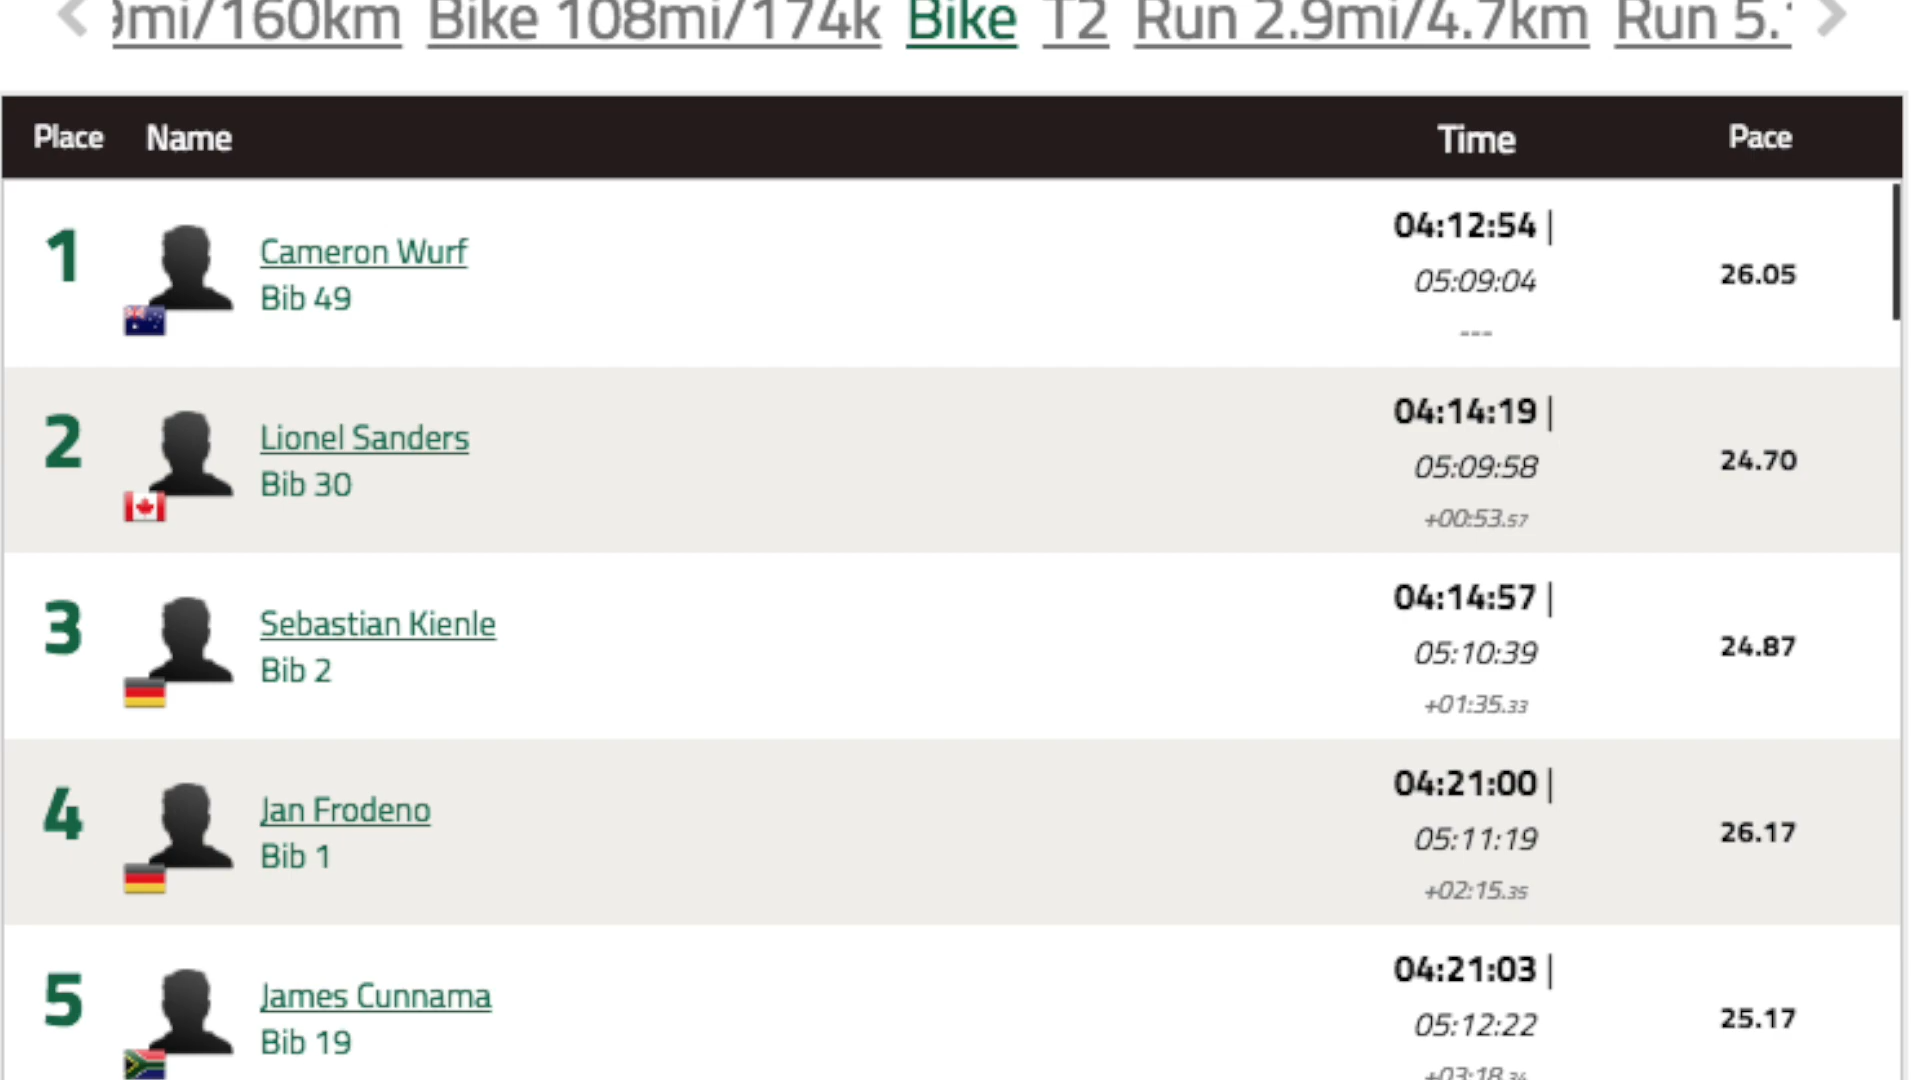 9mi/160km Bike 108mi/174k Bike T2 Run 2.9mi/4.7km Run 5.
Place Name Time Pace
1 Cameron Wurf Bib 49 04:12:54 | 05:09:04 --- 26.05
2 Lionel Sanders Bib 30 04:14:19 | 05:09:58 +00:53.57 24.70
3 Sebastian Kienle Bib 2 04:14:57 | 05:10:39 +01:35.33 24.87
4 Jan Frodeno Bib 1 04:21:00 | 05:11:19 +02:15.35 26.17
5 James Cunnama Bib 19 04:21:03 | 05:12:22 +03:18.34 25.17